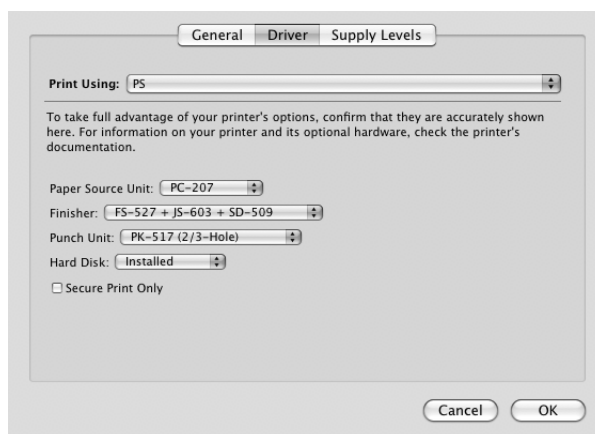 General Driver Supply Levels
Print Using: PS
To take full advantage of your printer's options, confirm that they are accurately shown
here. For information on your printer and its optional hardware, check the printer's
documentation.
Paper Source Unit: PC-207
Finisher: FS-527 + JS-603 + SD-509
Punch Unit: PK-517 (2/3-Hole)
Hard Disk: Installed
Secure Print Only
Cancel OK